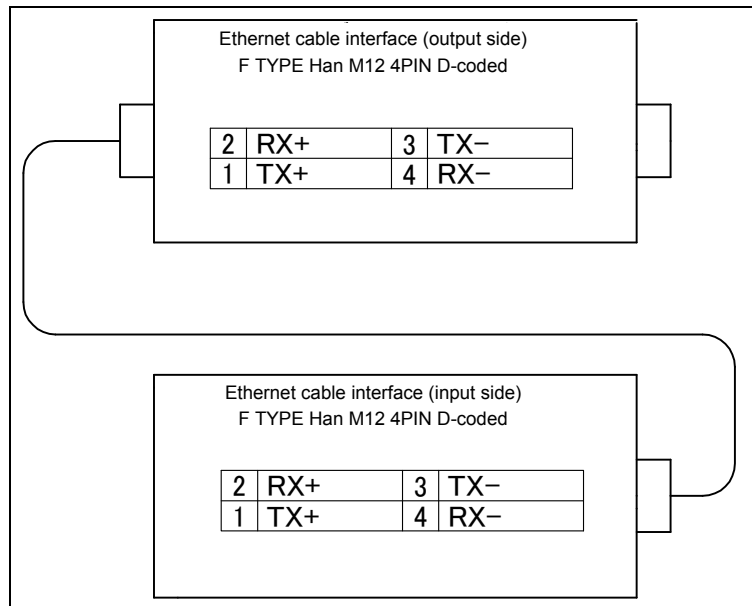 Ethernet cable interface (output side)
F TYPE Han M12 4PIN D-coded
2 RX+ 3 TX−
1 TX+ 4 RX−
Ethernet cable interface (input side)
F TYPE Han M12 4PIN D-coded
2 RX+ 3 TX−
1 TX+ 4 RX−